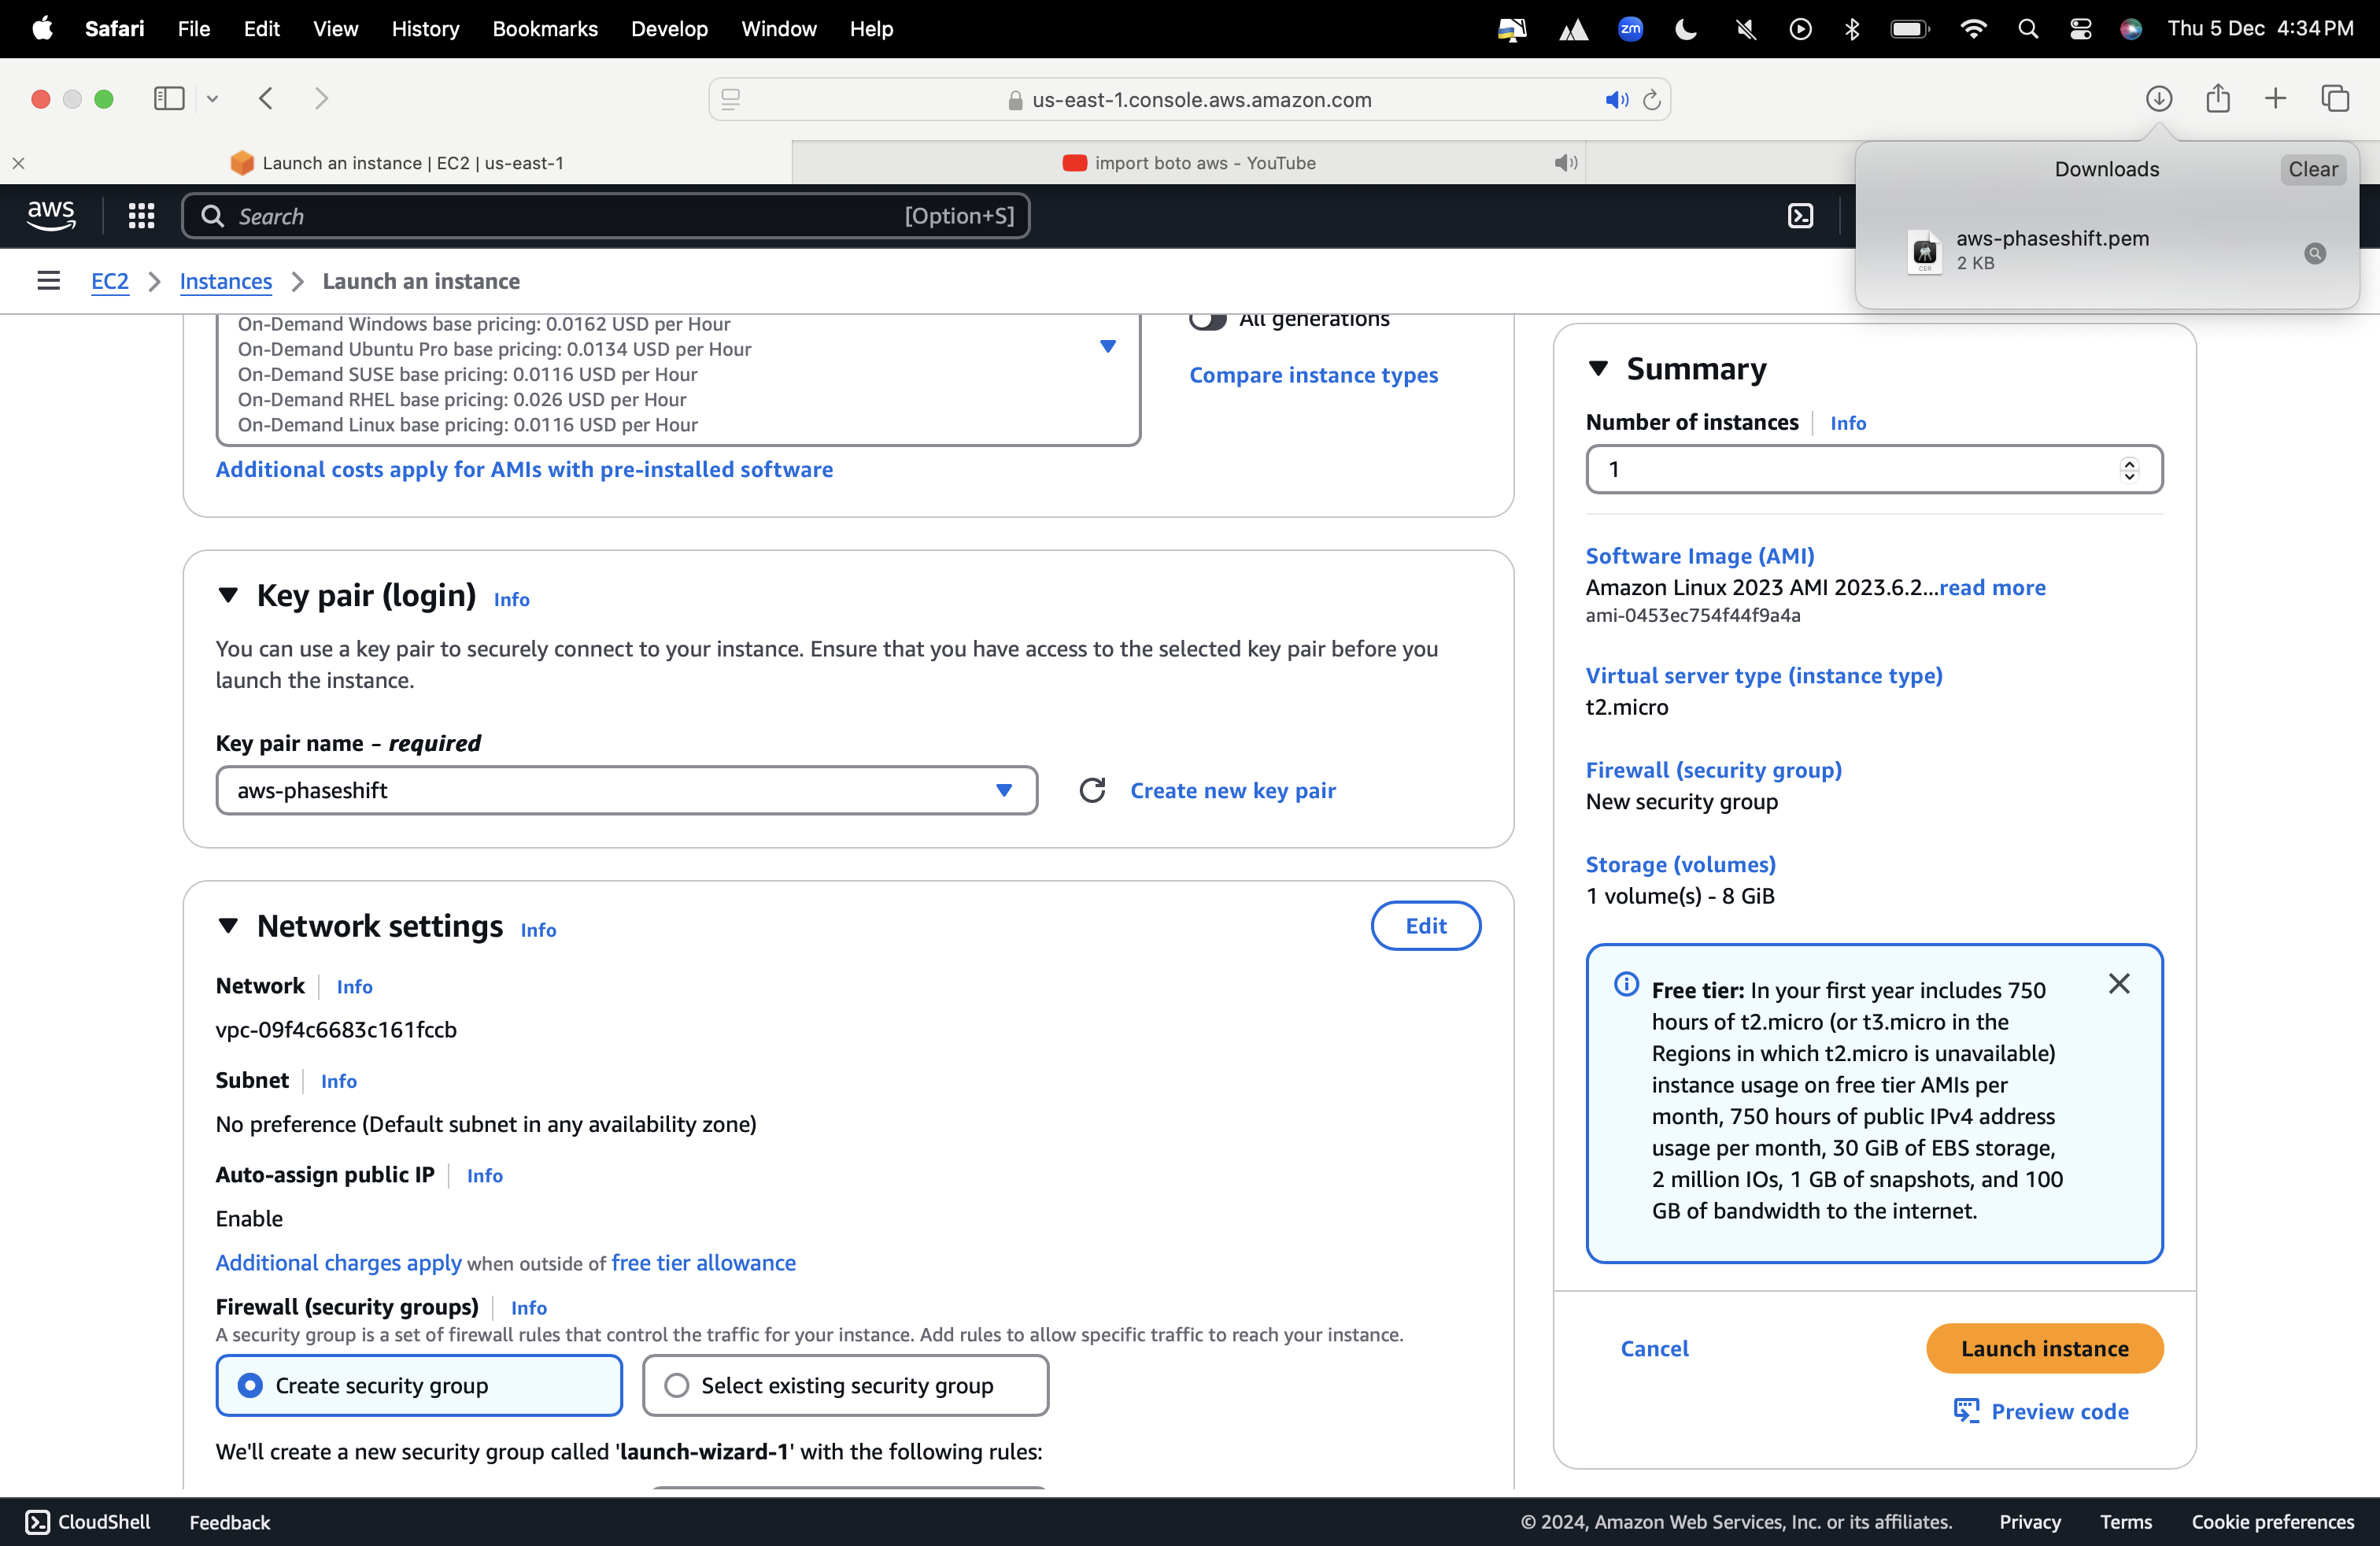 Safari File Edit View History Bookmarks Develop Window Help
zm
Thu 5 Dec 4:34 PM
us-east-1.console.aws.amazon.com
Launch an instance | EC2 | us-east-1
import boto aws - YouTube
Downloads
Clear
aws-phaseshift.pem
2 KB
CER
aws
Search
[Option+S]
EC2
Instances
Launch an instance
On-Demand Windows base pricing: 0.0162 USD per Hour
On-Demand Ubuntu Pro base pricing: 0.0134 USD per Hour
On-Demand SUSE base pricing: 0.0116 USD per Hour
On-Demand RHEL base pricing: 0.026 USD per Hour
On-Demand Linux base pricing: 0.0116 USD per Hour
All generations
Compare instance types
Additional costs apply for AMIs with pre-installed software
Key pair (login) Info
You can use a key pair to securely connect to your instance. Ensure that you have access to the selected key pair before you
launch the instance.
Key pair name - required
aws-phaseshift
Create new key pair
Network settings Info
Edit
Network Info
vpc-09f4c6683c161fccb
Subnet Info
No preference (Default subnet in any availability zone)
Auto-assign public IP Info
Enable
Additional charges apply when outside of free tier allowance
Firewall (security groups) Info
A security group is a set of firewall rules that control the traffic for your instance. Add rules to allow specific traffic to reach your instance.
Create security group
Select existing security group
We'll create a new security group called 'launch-wizard-1' with the following rules:
Summary
Number of instances Info
1
Software Image (AMI)
Amazon Linux 2023 AMI 2023.6.2...read more
ami-0453ec754f44f9a4a
Virtual server type (instance type)
t2.micro
Firewall (security group)
New security group
Storage (volumes)
1 volume(s) - 8 GiB
Free tier: In your first year includes 750
hours of t2.micro (or t3.micro in the
Regions in which t2.micro is unavailable)
instance usage on free tier AMIs per
month, 750 hours of public IPv4 address
usage per month, 30 GiB of EBS storage,
2 million IOs, 1 GB of snapshots, and 100
GB of bandwidth to the internet.
Cancel
Launch instance
Preview code
CloudShell
Feedback
© 2024, Amazon Web Services, Inc. or its affiliates.
Privacy
Terms
Cookie preferences